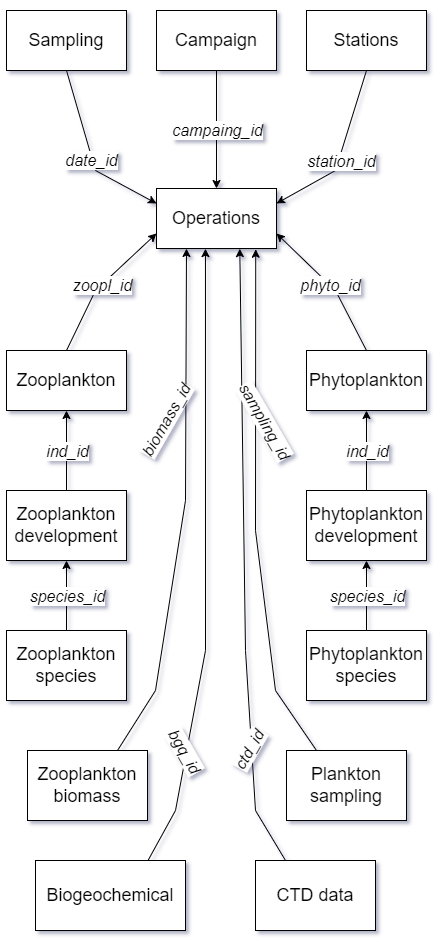 Sampling
Campaign
Stations
campaing_id
date_id
station_id
Operations
zoopl_id
phyto_id
Zooplankton
Phytoplankton
biomass_id
sampling_id
ind_id
ind_id
Zooplankton
development
Phytoplankton
development
species_id
species_id
Zooplankton
species
Phytoplankton
species
bgq_id
ctd_id
Zooplankton
biomass
Plankton
sampling
Biogeochemical
CTD data